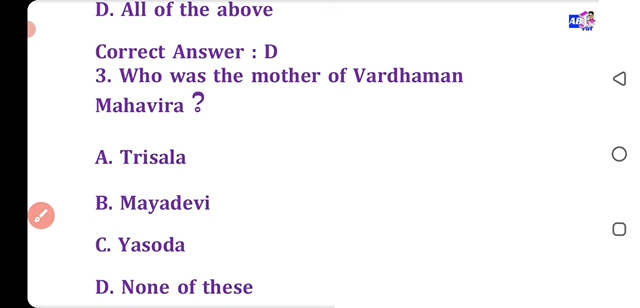 D. All of the above
Correct Answer : D
3. Who was the mother of Vardhaman
Mahavira ?
A. Trisala
B. Mayadevi
C. Yasoda
D. None of these